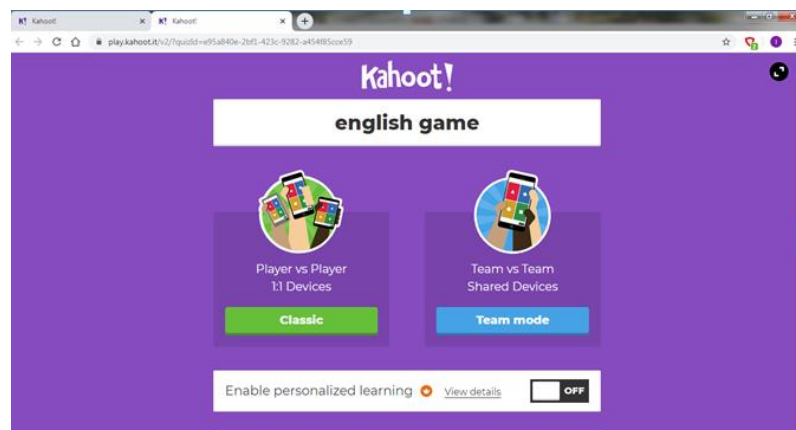 K! Kahoot!
K! Kahoot!
play.kahoot.it/v2/?quizId=e95a840e-2bf1-423c-9282-a454f85cce59
Kahoot!
english game
Player vs Player
1:1 Devices
Classic
Team vs Team
Shared Devices
Team mode
Enable personalized learning View details OFF